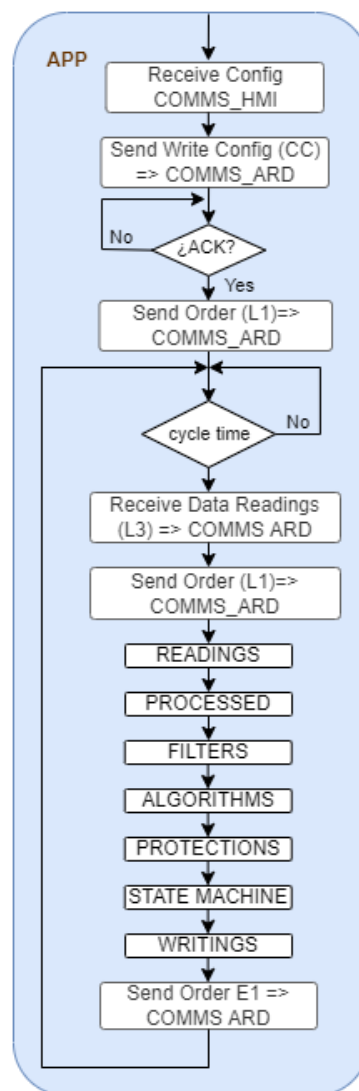 APP
Receive Config
COMMS_HMI
Send Write Config (CC)
=> COMMS_ARD
No
¿ACK?
Yes
Send Order (L1)=>
COMMS_ARD
No
cycle time
Receive Data Readings
(L3) => COMMS ARD
Send Order (L1)=>
COMMS_ARD
READINGS
PROCESSED
FILTERS
ALGORITHMS
PROTECTIONS
STATE MACHINE
WRITINGS
Send Order E1 =>
COMMS ARD